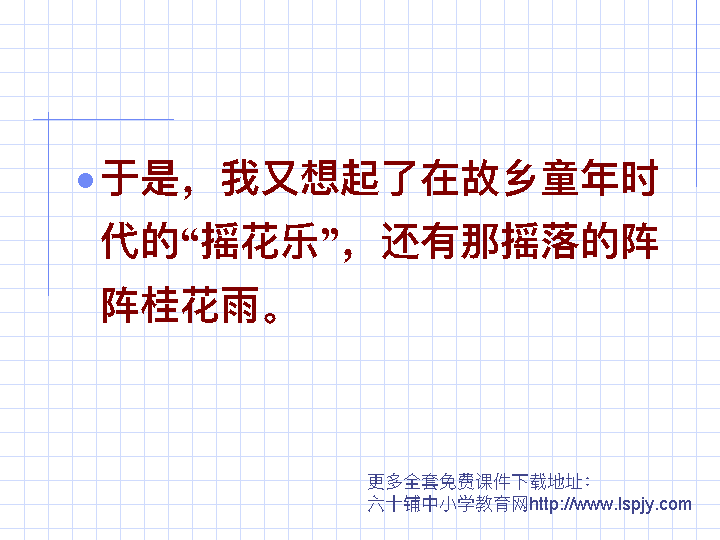 于是，我又想起了在故乡童年时
代的“摇花乐”，还有那摇落的阵
阵桂花雨。
更多全套免费课件下载地址：
六十铺中小学教育网http://www.lspjy.com